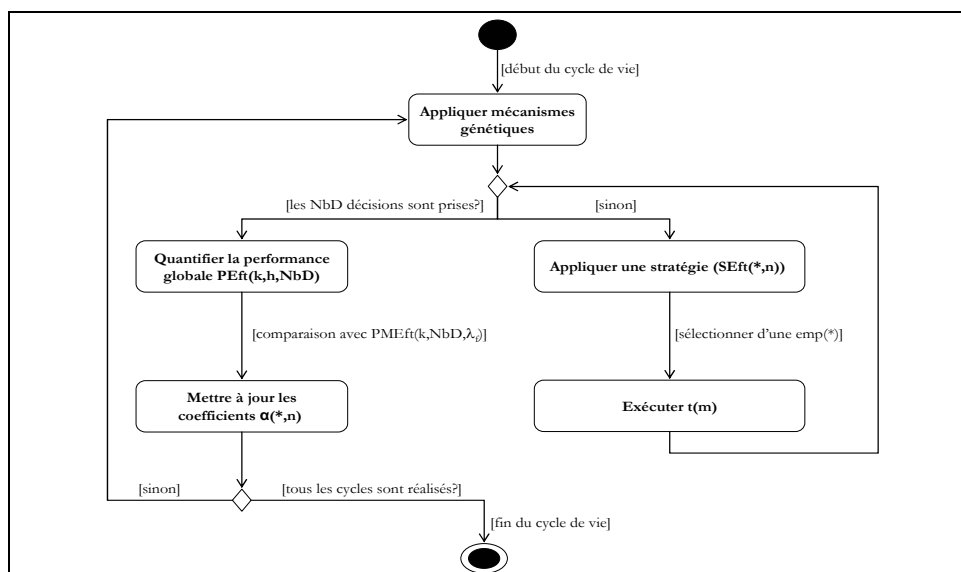 [début du cycle de vie]
Appliquer mécanismes
génétiques
[les NbD décisions sont prises?]
[sinon]
Quantifier la performance
globale PEft(k,h,NbD)
Appliquer une stratégie (SEft(*,n))
[comparaison avec PMEft(k,NbD,λf)]
[sélectionner d'une emp(*)]
Mettre à jour les
coefficients α(*,n)
Exécuter t(m)
[sinon]
[tous les cycles sont réalisés?]
[fin du cycle de vie]